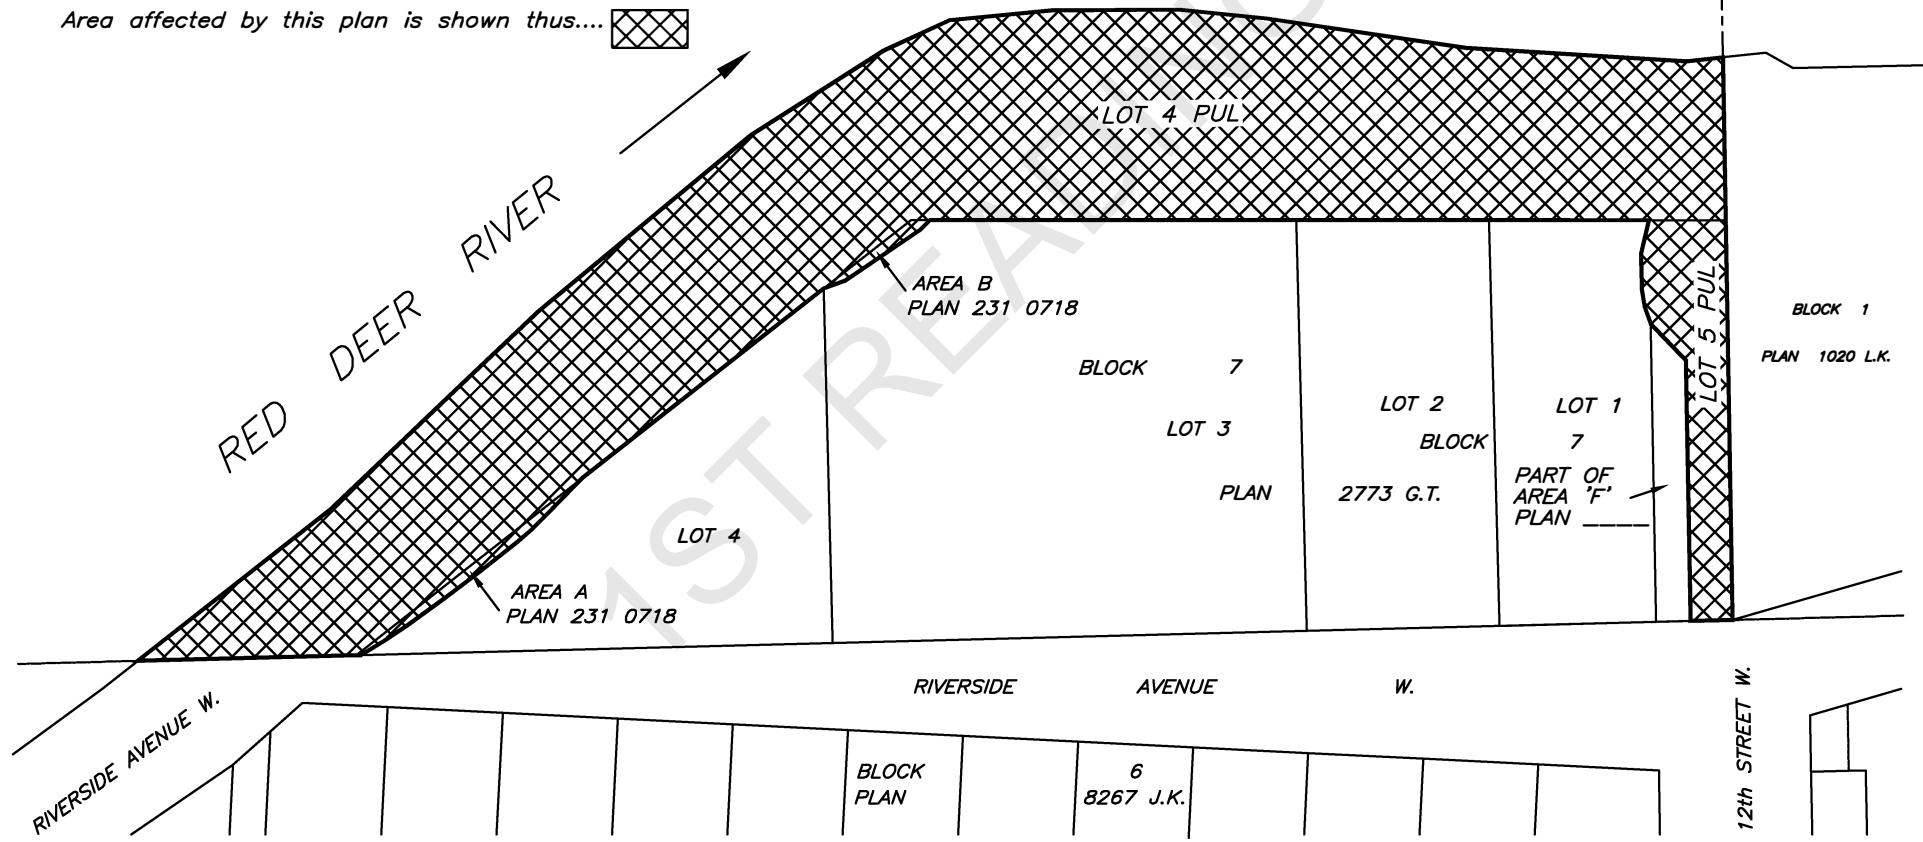 Area affected by this plan is shown thus....
LOT 4 PUL
RED DEER RIVER
AREA B
PLAN 231 0718
LOT 5 PUL
BLOCK 1
PLAN 1020 L.K.
BLOCK 7
LOT 3
LOT 2
LOT 1
BLOCK 7
PLAN 2773 G.T.
PART OF
AREA 'F'
PLAN ____
LOT 4
AREA A
PLAN 231 0718
1ST READING
RIVERSIDE AVENUE W.
RIVERSIDE AVENUE W.
12th STREET W.
BLOCK 6
PLAN 8267 J.K.